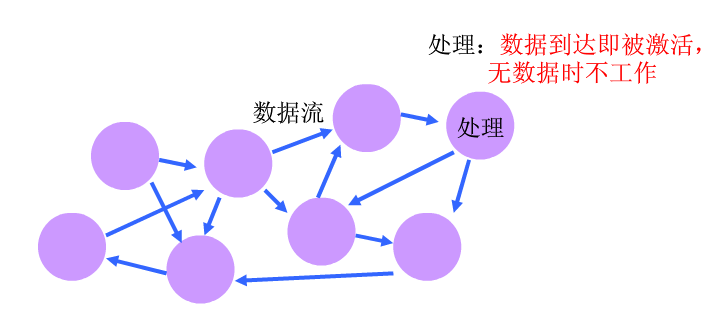 处理：数据到达即被激活，
无数据时不工作
数据流
处理